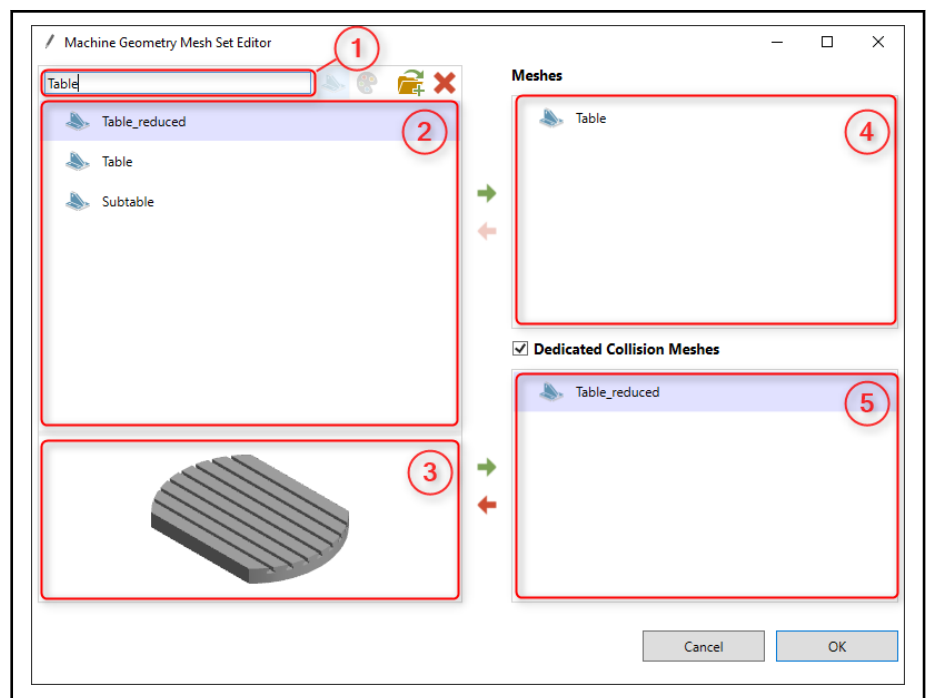 Machine Geometry Mesh Set Editor
1
Table
Meshes
Table_reduced
2
Table
Subtable
Table
4
Dedicated Collision Meshes
Table_reduced
5
3
Cancel
OK